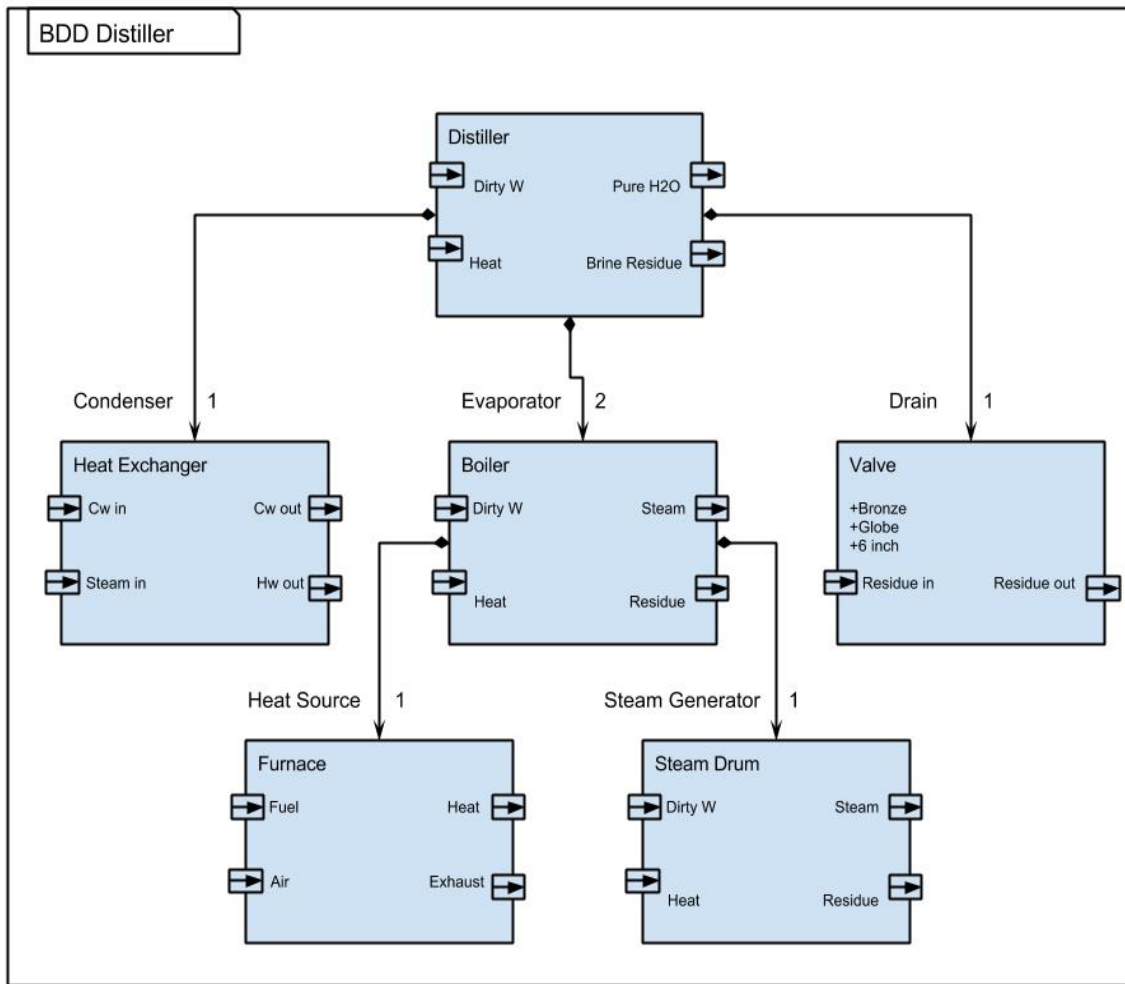 BDD Distiller
Distiller
Dirty W
Pure H2O
Heat
Brine Residue
Condenser 1
Evaporator 2
Drain 1
Heat Exchanger
Cw in
Cw out
Steam in
Hw out
Boiler
Dirty W
Steam
Heat
Residue
Valve
+Bronze
+Globe
+6 inch
Residue in
Residue out
Heat Source 1
Steam Generator 1
Furnace
Fuel
Heat
Air
Exhaust
Steam Drum
Dirty W
Steam
Heat
Residue